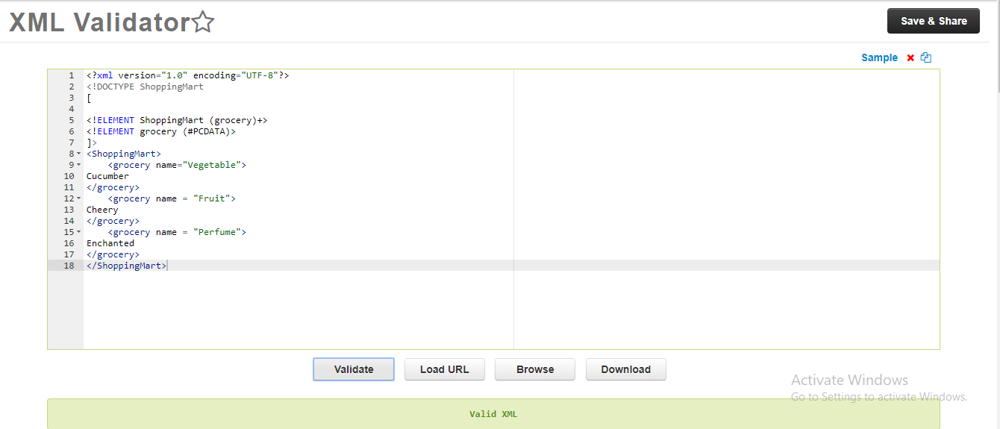 XML Validator☆
Save & Share
Sample
1 <?xml version="1.0" encoding="UTF-8"?>
2 <!DOCTYPE ShoppingMart
3 [
4
5 <!ELEMENT ShoppingMart (grocery)+>
6 <!ELEMENT grocery (#PCDATA)>
7 ]>
8 <ShoppingMart>
9     <grocery name="Vegetable">
10 Cucumber
11 </grocery>
12     <grocery name = "Fruit">
13 Cheery
14 </grocery>
15     <grocery name = "Perfume">
16 Enchanted
17 </grocery>
18 </ShoppingMart>
Validate Load URL Browse Download
Activate Windows
Go to Settings to activate Windows.
Valid XML